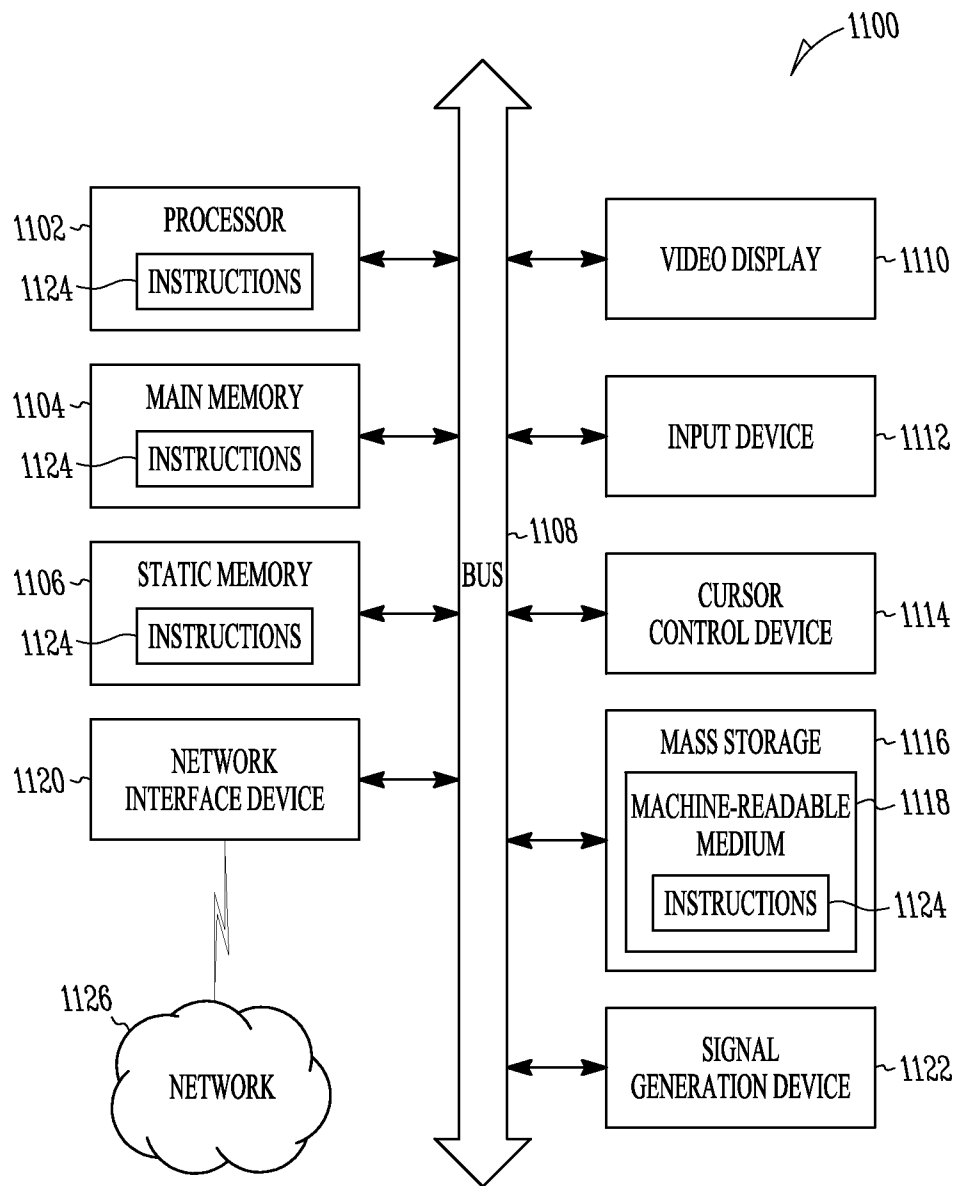 1100
1102
PROCESSOR
1124
INSTRUCTIONS
1104
MAIN MEMORY
1124
INSTRUCTIONS
1106
STATIC MEMORY
1124
INSTRUCTIONS
1120
NETWORK
INTERFACE DEVICE
1126
NETWORK
1108
BUS
VIDEO DISPLAY
1110
INPUT DEVICE
1112
CURSOR
CONTROL DEVICE
1114
MASS STORAGE
1116
MACHINE-READABLE
MEDIUM
1118
INSTRUCTIONS
1124
SIGNAL
GENERATION DEVICE
1122